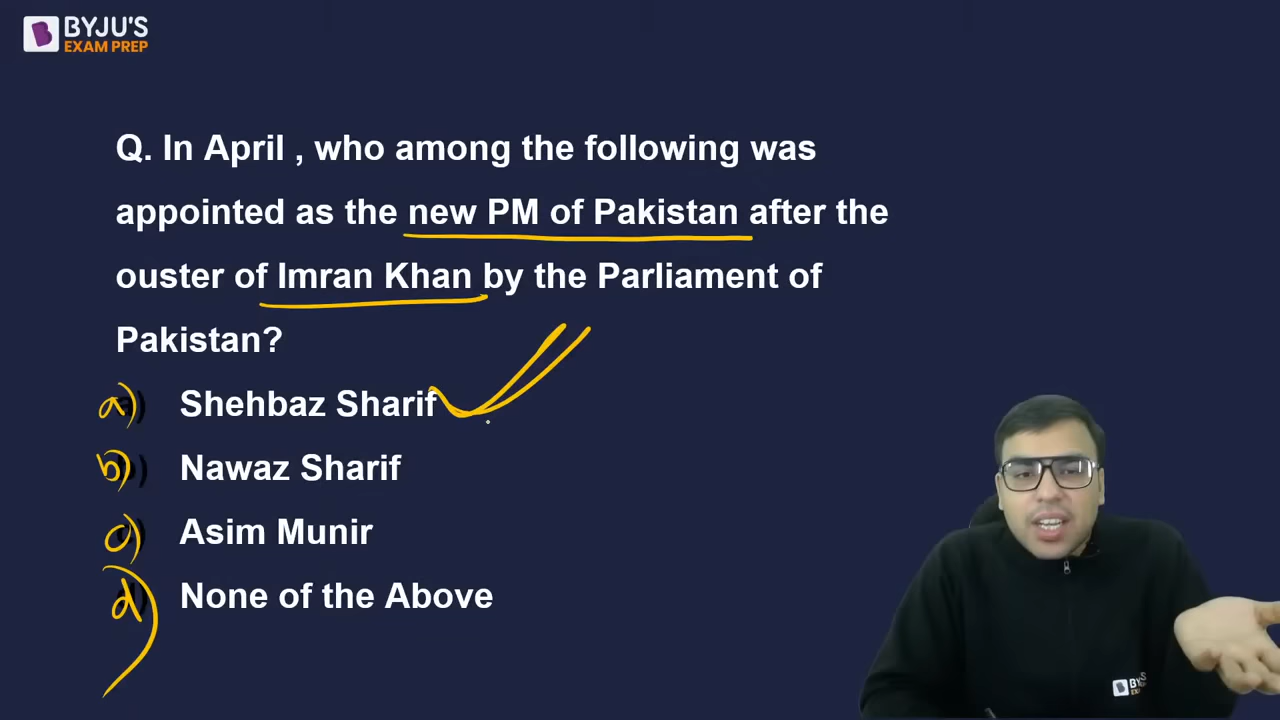 BYJU'S
EXAM PREP
Q. In April , who among the following was
appointed as the new PM of Pakistan after the
ouster of Imran Khan by the Parliament of
Pakistan?
a) Shehbaz Sharif
b) Nawaz Sharif
c) Asim Munir
d) None of the Above